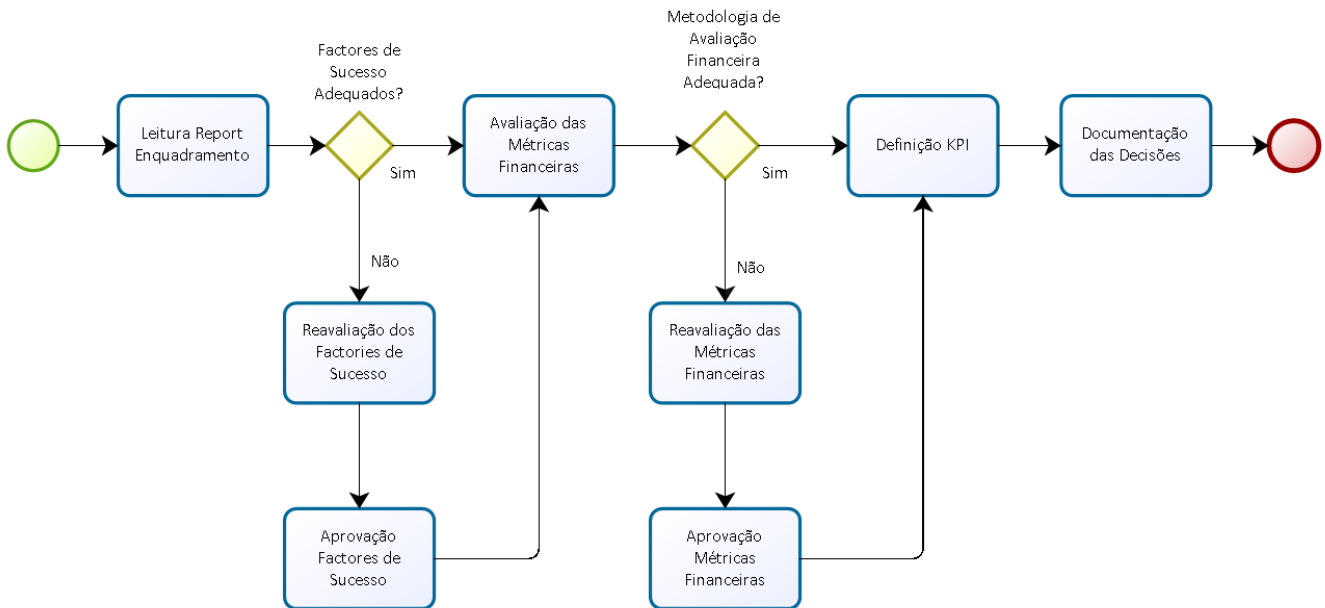 Factores de
Sucesso
Adequados?
Metodologia de
Avaliação
Financeira
Adequada?
Leitura Report
Enquadramento
Sim
Avaliação das
Métricas
Financeiras
Sim
Definição KPI
Documentação
das Decisões
Não
Não
Reavaliação dos
Factories de
Sucesso
Reavaliação das
Métricas
Financeiras
Aprovação
Factores de
Sucesso
Aprovação
Métricas
Financeiras